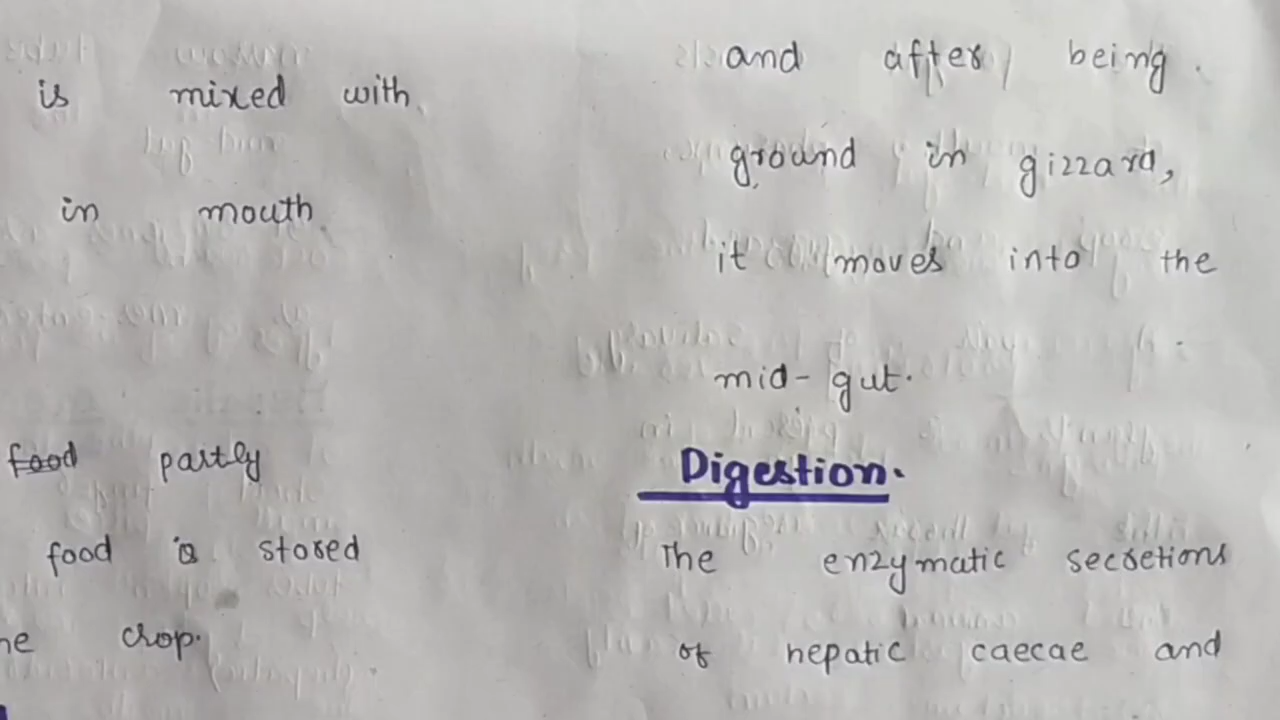 is mixed with
in mouth
food partly
food is stored
crop.
and after being
ground in gizzard,
it moves into the
mid-gut.
Digestion.
The enzymatic secretions
of hepatic caecae and